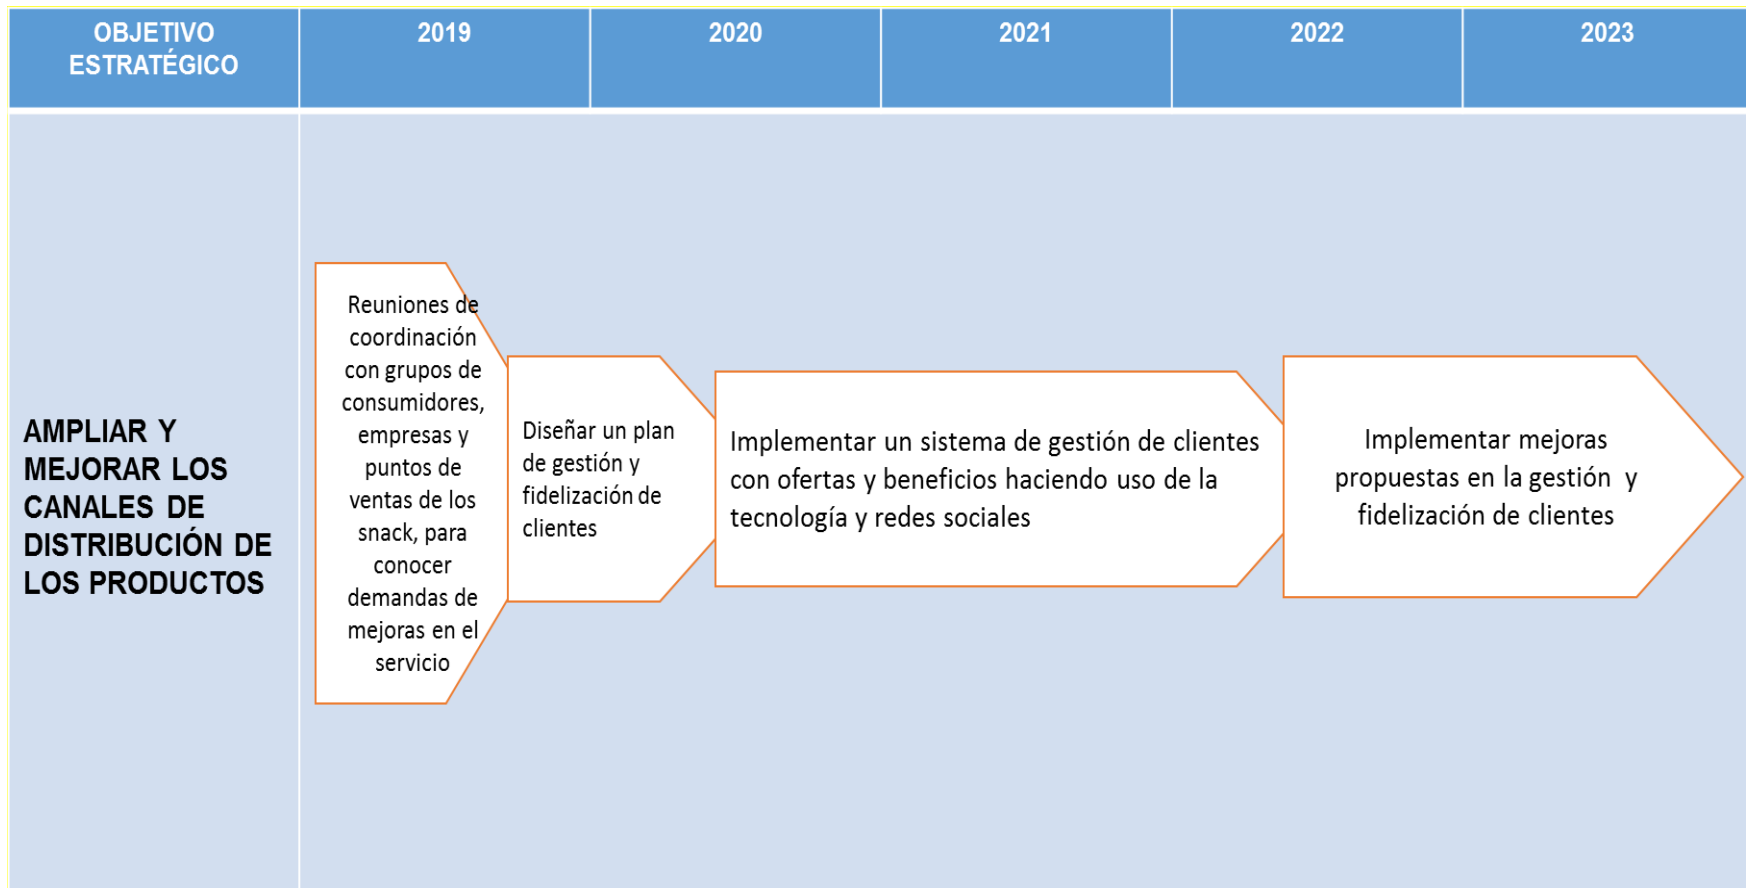 OBJETIVO
ESTRATÉGICO
2019
2020
2021
2022
2023
AMPLIAR Y
MEJORAR LOS
CANALES DE
DISTRIBUCIÓN DE
LOS PRODUCTOS
Reuniones de
coordinación
con grupos de
consumidores,
empresas y
puntos de
ventas de los
snack, para
conocer
demandas de
mejoras en el
servicio
Diseñar un plan
de gestión y
fidelización de
clientes
Implementar un sistema de gestión de clientes
con ofertas y beneficios haciendo uso de la
tecnología y redes sociales
Implementar mejoras
propuestas en la gestión y
fidelización de clientes